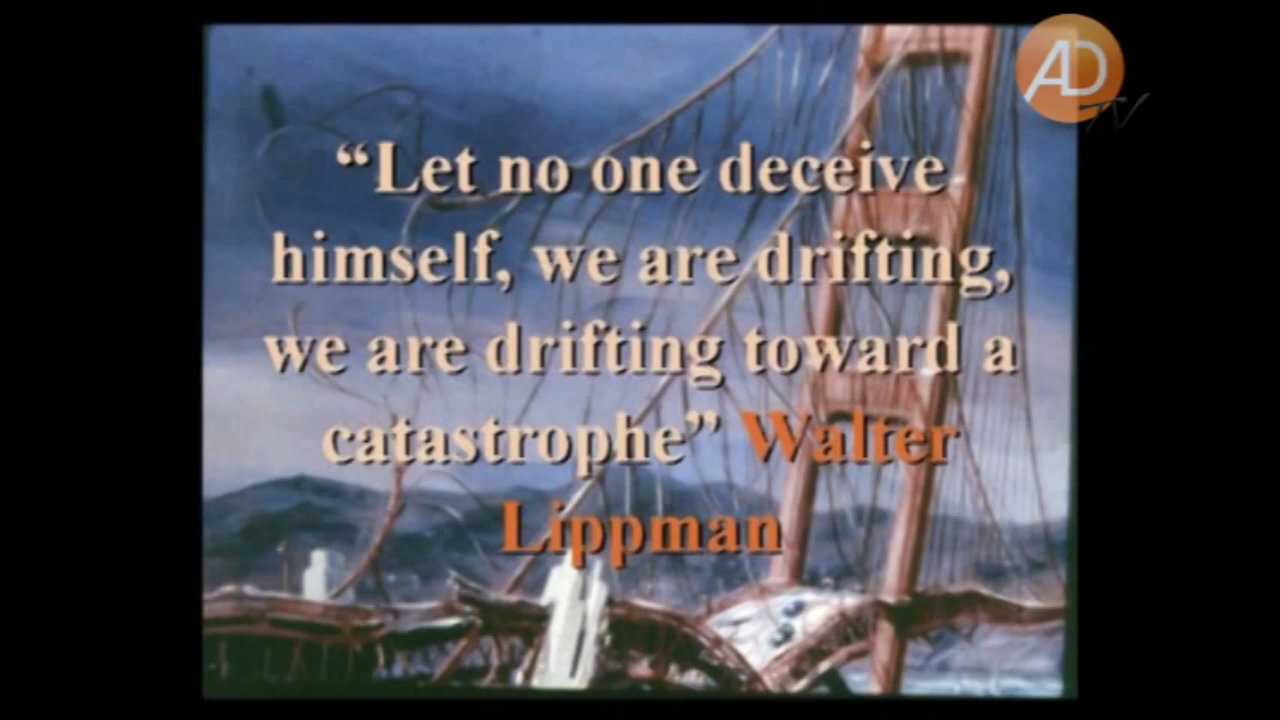 AD
TV
“Let no one deceive
himself, we are drifting,
we are drifting toward a
catastrophe” Walter
Lippman